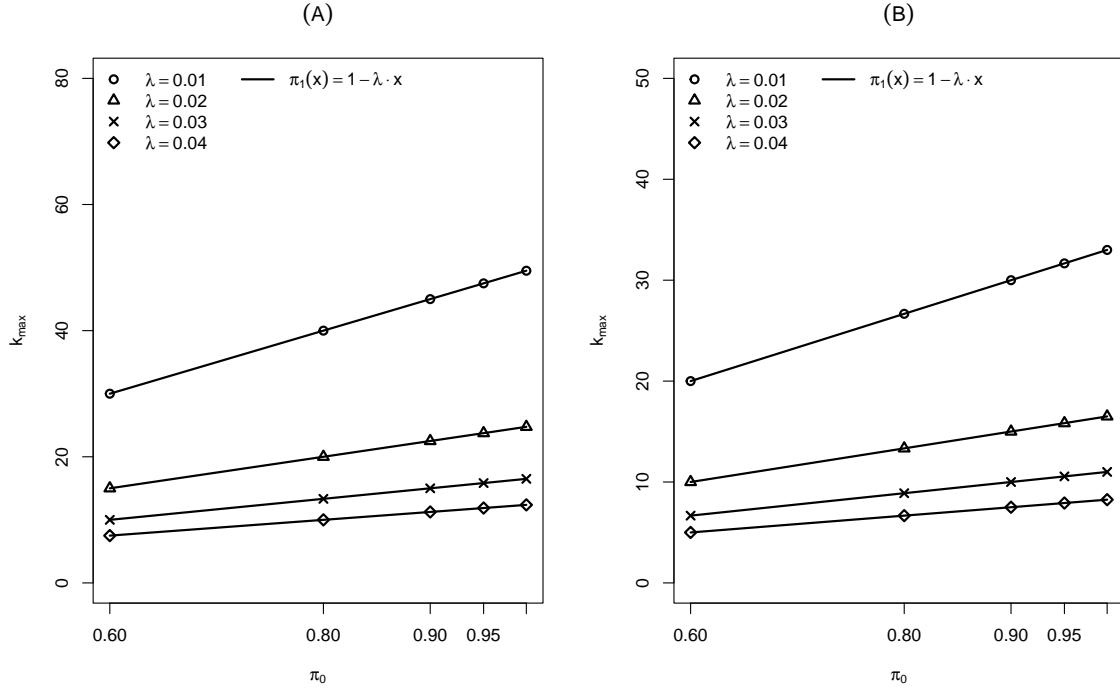 (A)
80
60
40
20
0
k_max
λ = 0.01
λ = 0.02
λ = 0.03
λ = 0.04
π₁(x) = 1 − λ · x
0.60 0.80 0.90 0.95
π₀
(B)
50
40
30
20
10
0
k_max
λ = 0.01
λ = 0.02
λ = 0.03
λ = 0.04
π₁(x) = 1 − λ · x
0.60 0.80 0.90 0.95
π₀